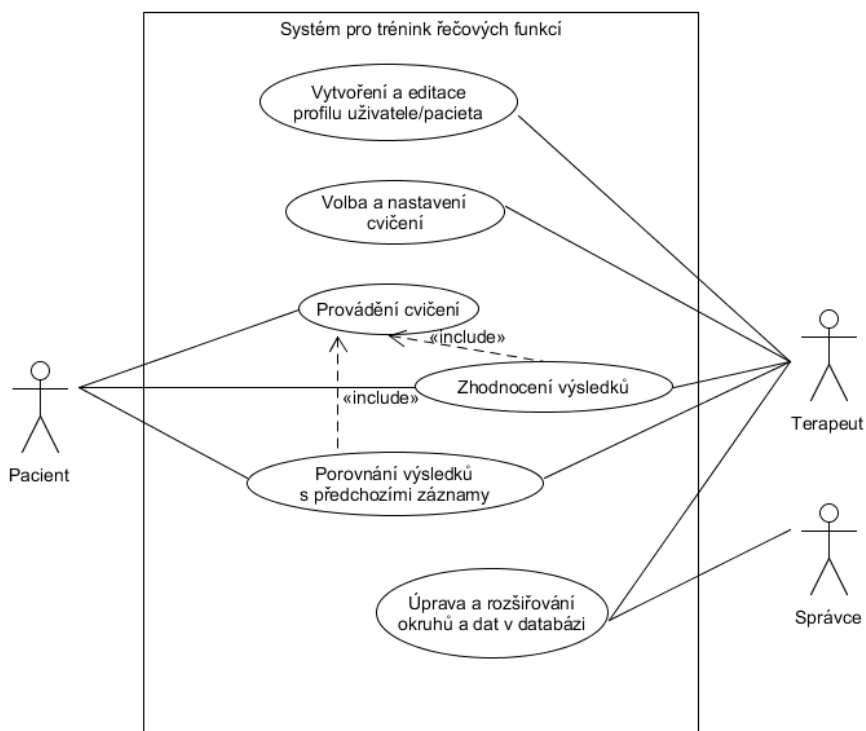 Systém pro trénink řečových funkcí
Vytvoření a editace
profilu uživatele/pacieta
Volba a nastavení
cvičení
Provádění cvičení
«include»
Zhodnocení výsledků
«include»
Porovnání výsledků
s předchozími záznamy
Úprava a rozšiřování
okruhů a dat v databázi
Pacient
Terapeut
Správce